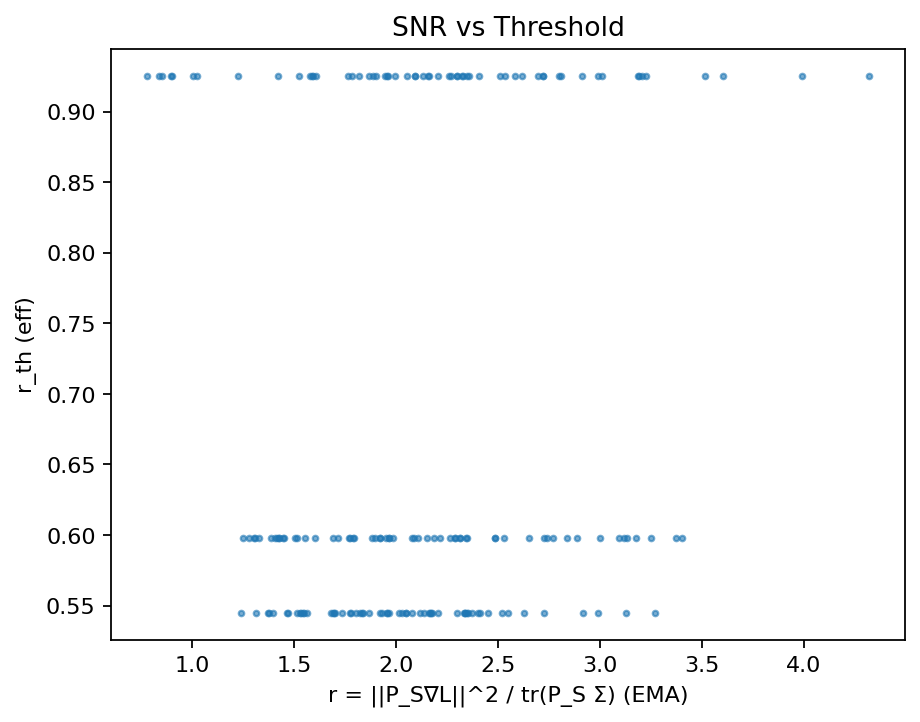 SNR vs Threshold
r_th (eff)
0.90
0.85
0.80
0.75
0.70
0.65
0.60
0.55
1.0 1.5 2.0 2.5 3.0 3.5 4.0
r = ||P_S∇L||^2 / tr(P_S Σ) (EMA)